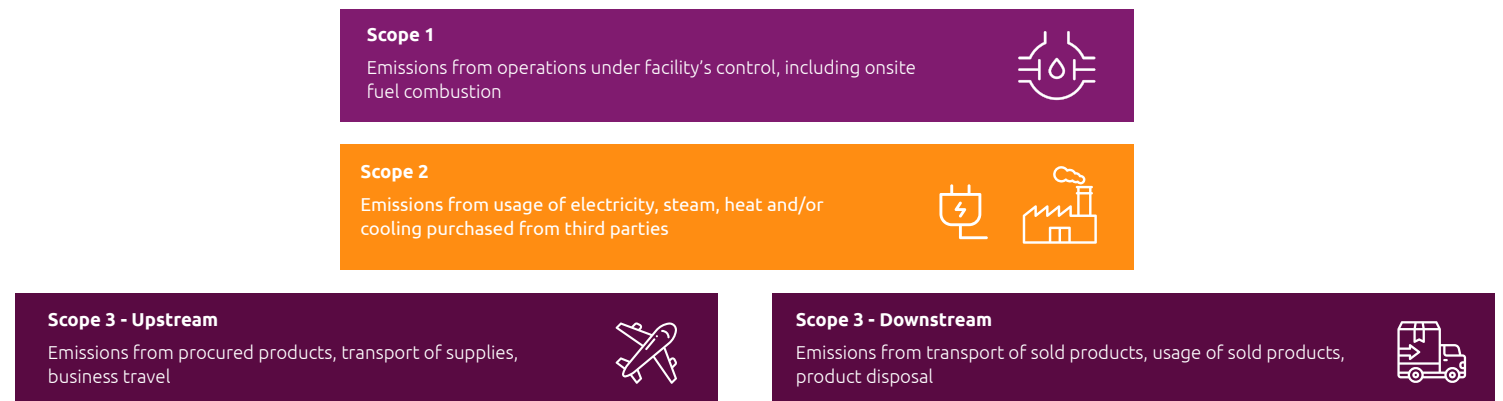 Scope 1
Emissions from operations under facility’s control, including onsite
fuel combustion
Scope 2
Emissions from usage of electricity, steam, heat and/or
cooling purchased from third parties
Scope 3 - Upstream
Emissions from procured products, transport of supplies,
business travel
Scope 3 - Downstream
Emissions from transport of sold products, usage of sold products,
product disposal